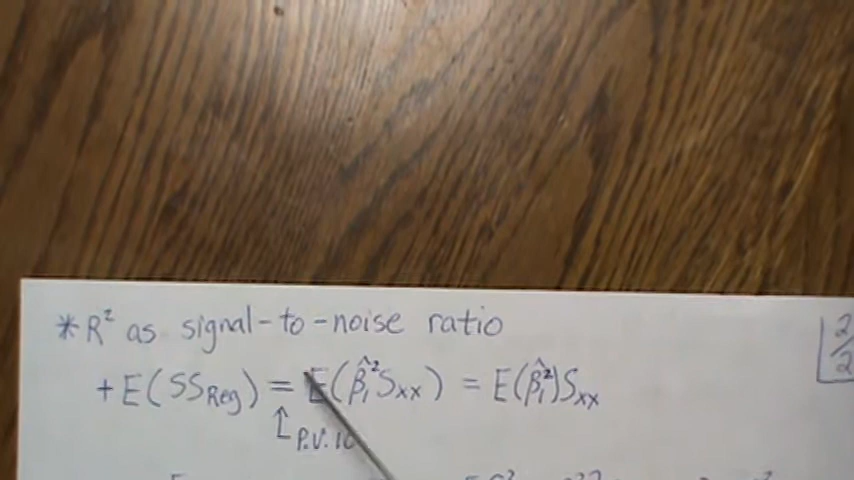 *R² as signal-to-noise ratio
+E(SS_Reg) = E(β̂₁²S_xx) = E(β̂₁²)S_xx
↑ P.V. 10